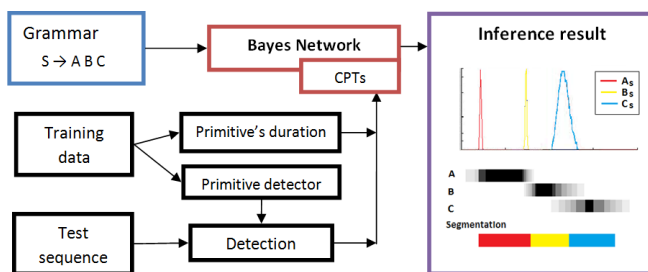 Grammar
S → A B C
Bayes Network
CPTs
Training
data
Primitive's duration
Primitive detector
Test
sequence
Detection
Inference result
As
Bs
Cs
A
B
C
Segmentation